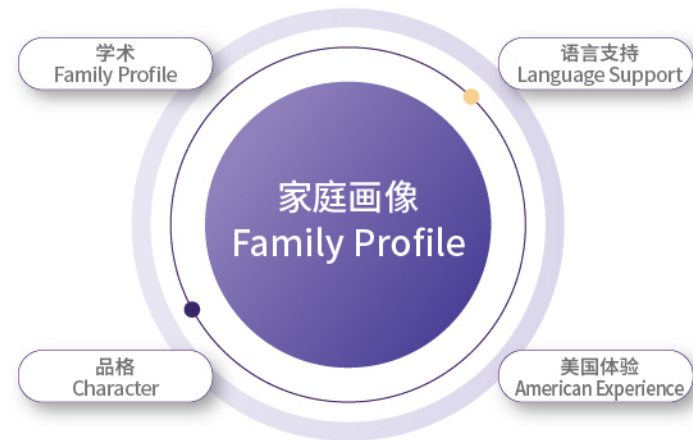 学术
Family Profile
语言支持
Language Support
家庭画像
Family Profile
品格
Character
美国体验
American Experience